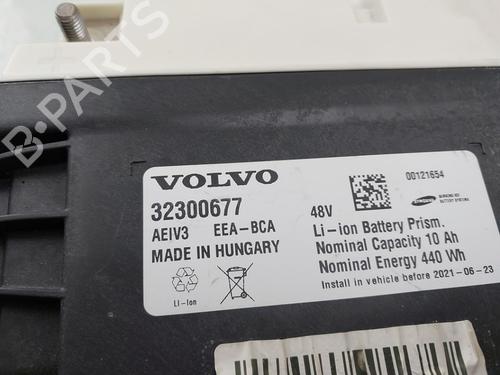 B-PARTS
VOLVO
32300677
AEIV3 EEA-BCA
MADE IN HUNGARY
Li-Ion
00121654
SAMSUNG
48V
Li-ion Battery Prism.
Nominal Capacity 10 Ah
Nominal Energy 440 Wh
Install in vehicle before 2021-06-23